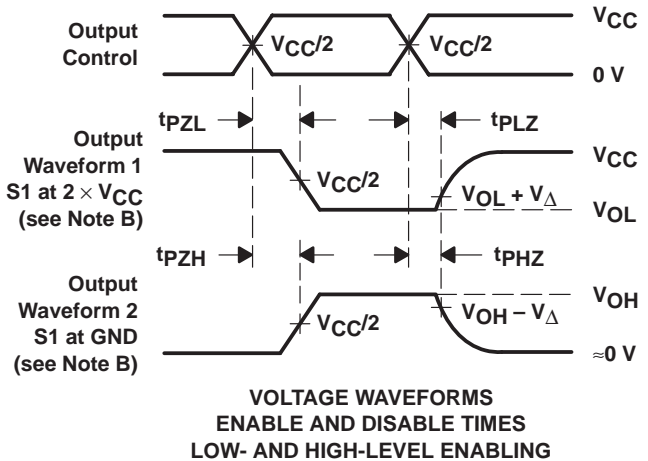 Output
Control
VCC/2
VCC/2
VCC
0 V
tPZL
tPLZ
Output
Waveform 1
S1 at 2 × VCC
(see Note B)
VCC/2
VCC
VOL + VΔ
VOL
tPZH
tPHZ
Output
Waveform 2
S1 at GND
(see Note B)
VCC/2
VOH
VOH – VΔ
≈0 V
VOLTAGE WAVEFORMS
ENABLE AND DISABLE TIMES
LOW- AND HIGH-LEVEL ENABLING